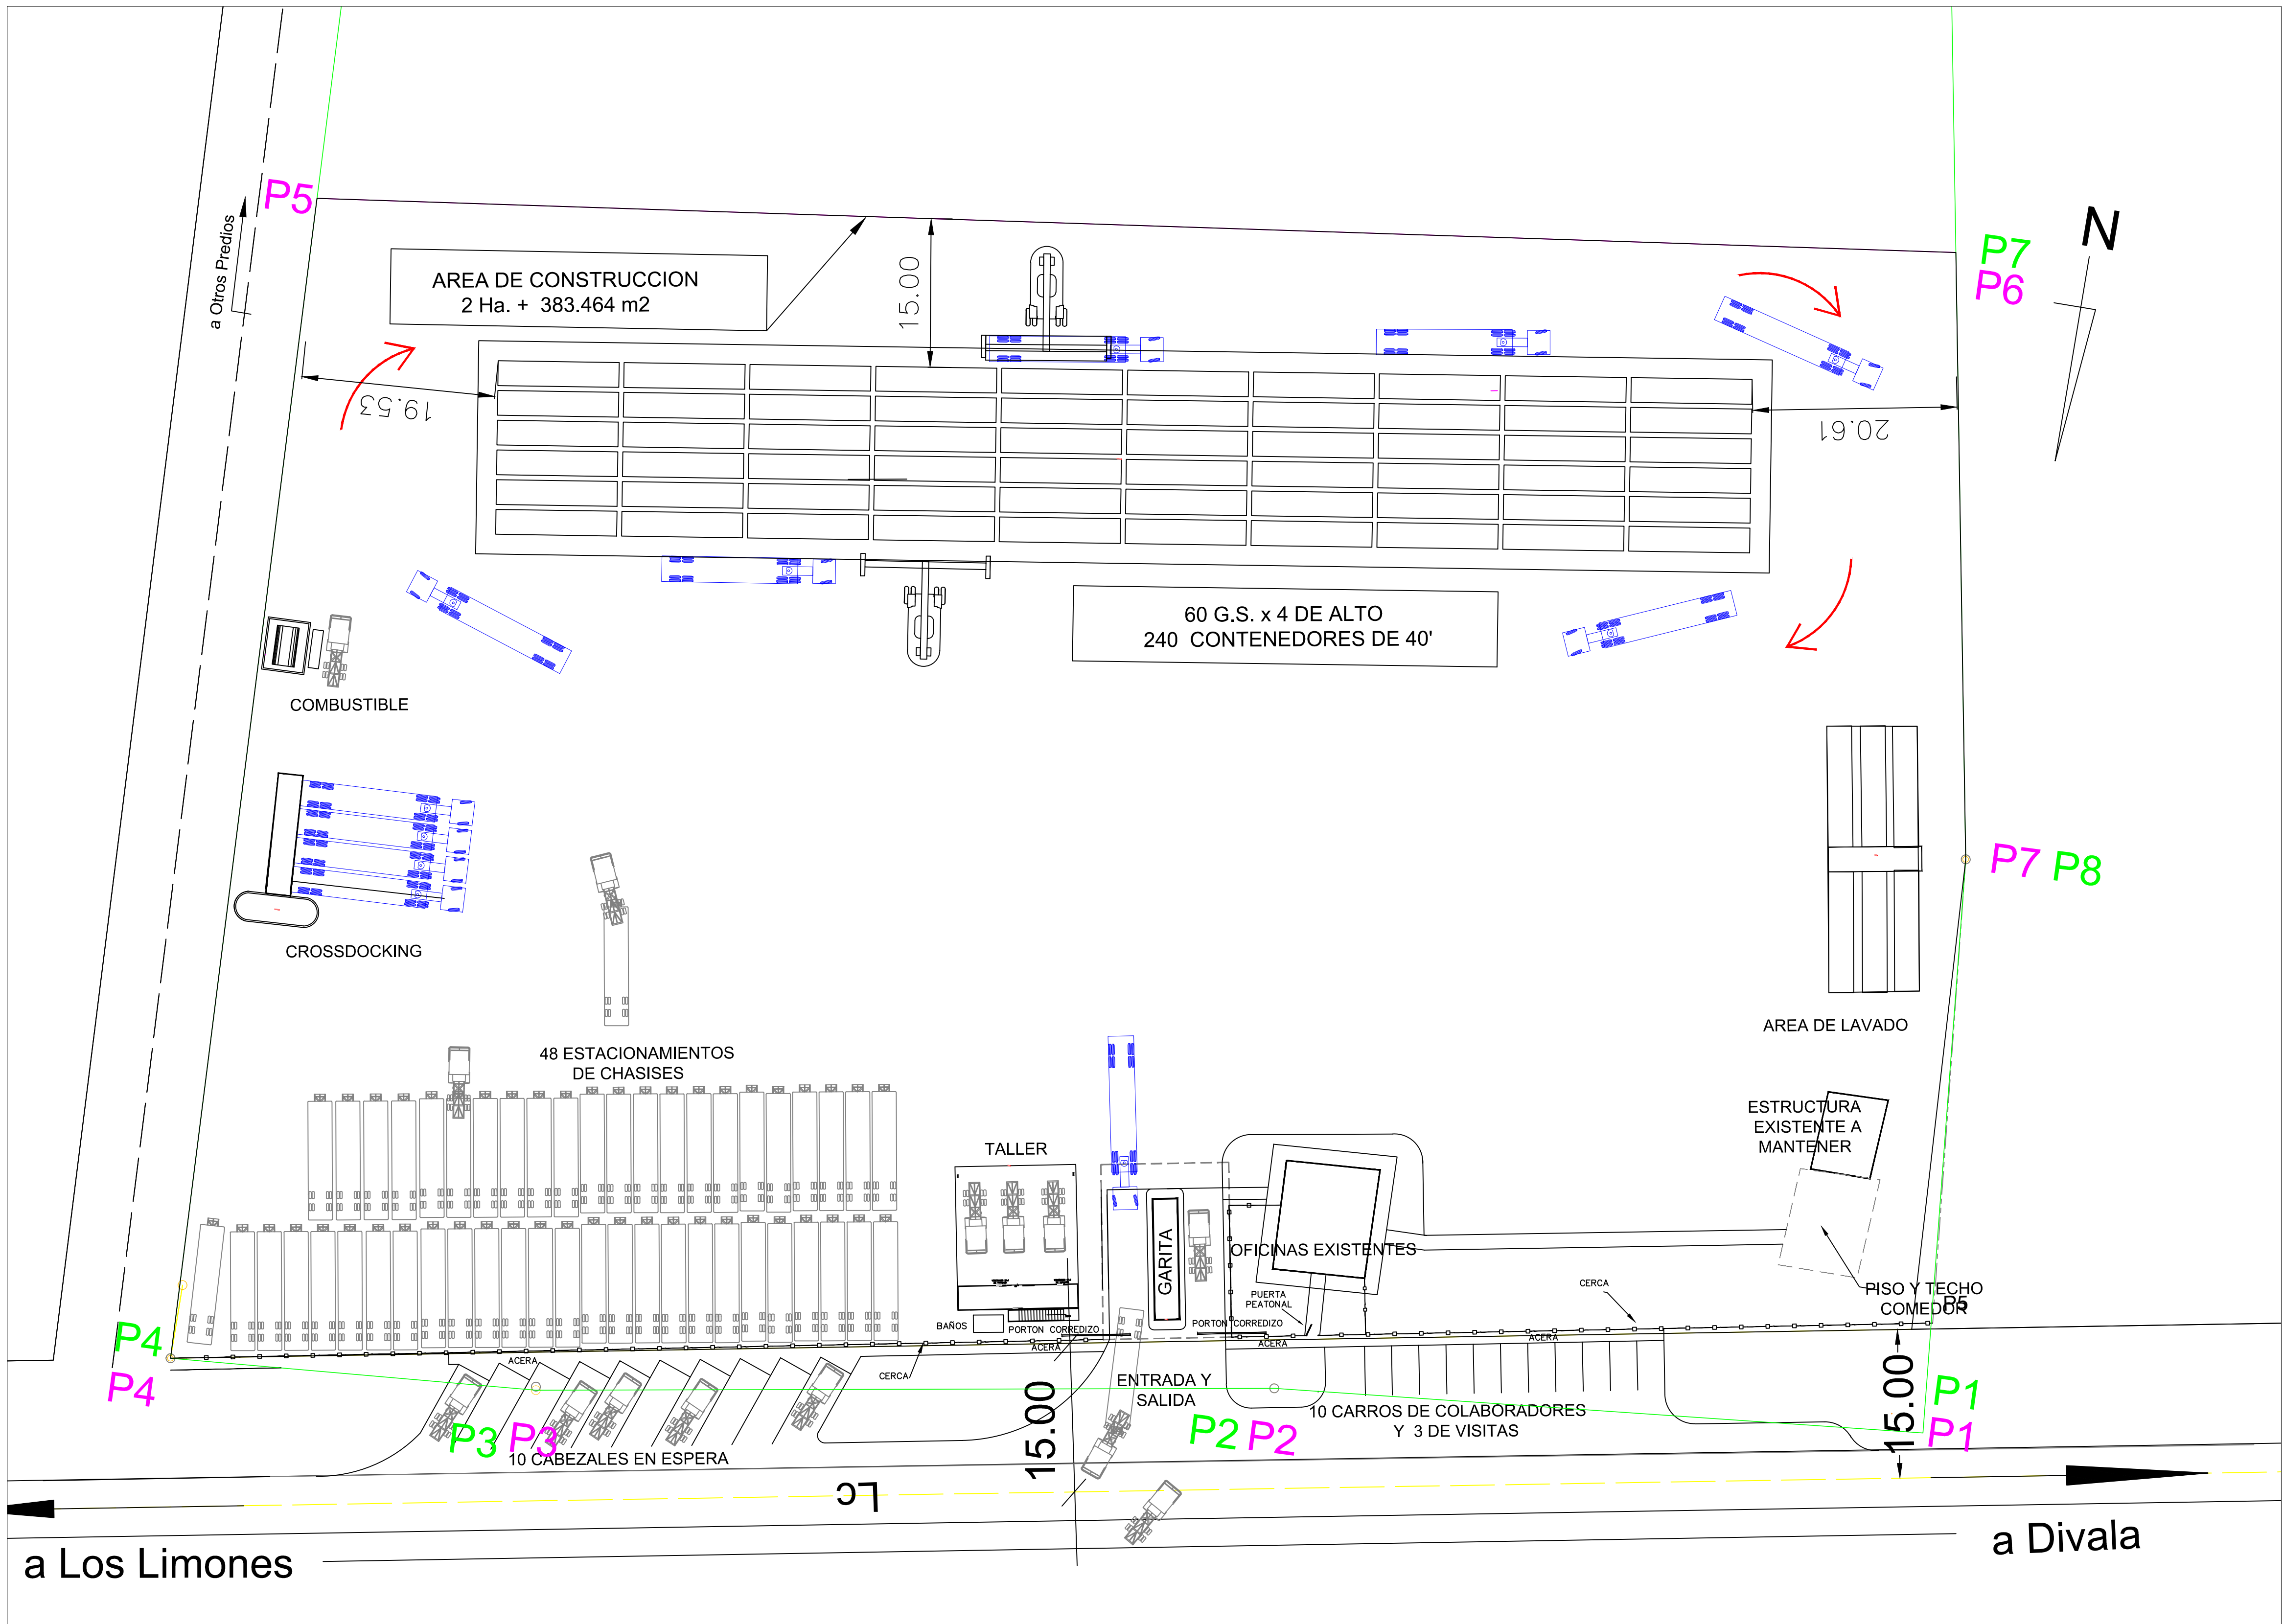 P5
a Otros Predios
AREA DE CONSTRUCCION
2 Ha. + 383.464 m2
15.00
N
P7
P6
19.53
20.61
60 G.S. x 4 DE ALTO
240 CONTENEDORES DE 40'
COMBUSTIBLE
P7 P8
CROSSDOCKING
AREA DE LAVADO
48 ESTACIONAMIENTOS
DE CHASISES
ESTRUCTURA
EXISTENTE A
MANTENER
TALLER
GARITA
OFICINAS EXISTENTES
CERCA
PUERTA
PEATONAL
PISO Y TECHO
COMEDOR
P5
BAÑOS
PORTON CORREDIZO
PORTON CORREDIZO
ACERA
ACERA
ACERA
ACERA
CERCA
P4
P4
ENTRADA Y
SALIDA
15.00
15.00
P1
P1
10 CARROS DE COLABORADORES
Y 3 DE VISITAS
P3 P3
P2 P2
10 CABEZALES EN ESPERA
LC
a Los Limones
a Divala